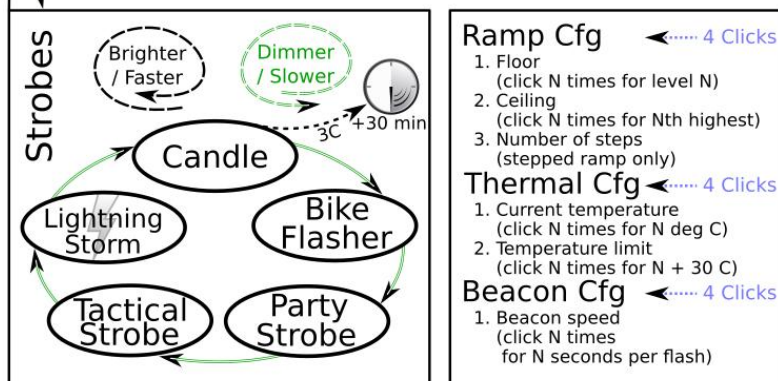 Strobes
Brighter
/ Faster
Dimmer
/ Slower
3C
+30 min
Candle
Bike
Flasher
Party
Strobe
Tactical
Strobe
Lightning
Storm
Ramp Cfg
4 Clicks
1. Floor
(click N times for level N)
2. Ceiling
(click N times for Nth highest)
3. Number of steps
(stepped ramp only)
Thermal Cfg
4 Clicks
1. Current temperature
(click N times for N deg C)
2. Temperature limit
(click N times for N + 30 C)
Beacon Cfg
4 Clicks
1. Beacon speed
(click N times
for N seconds per flash)